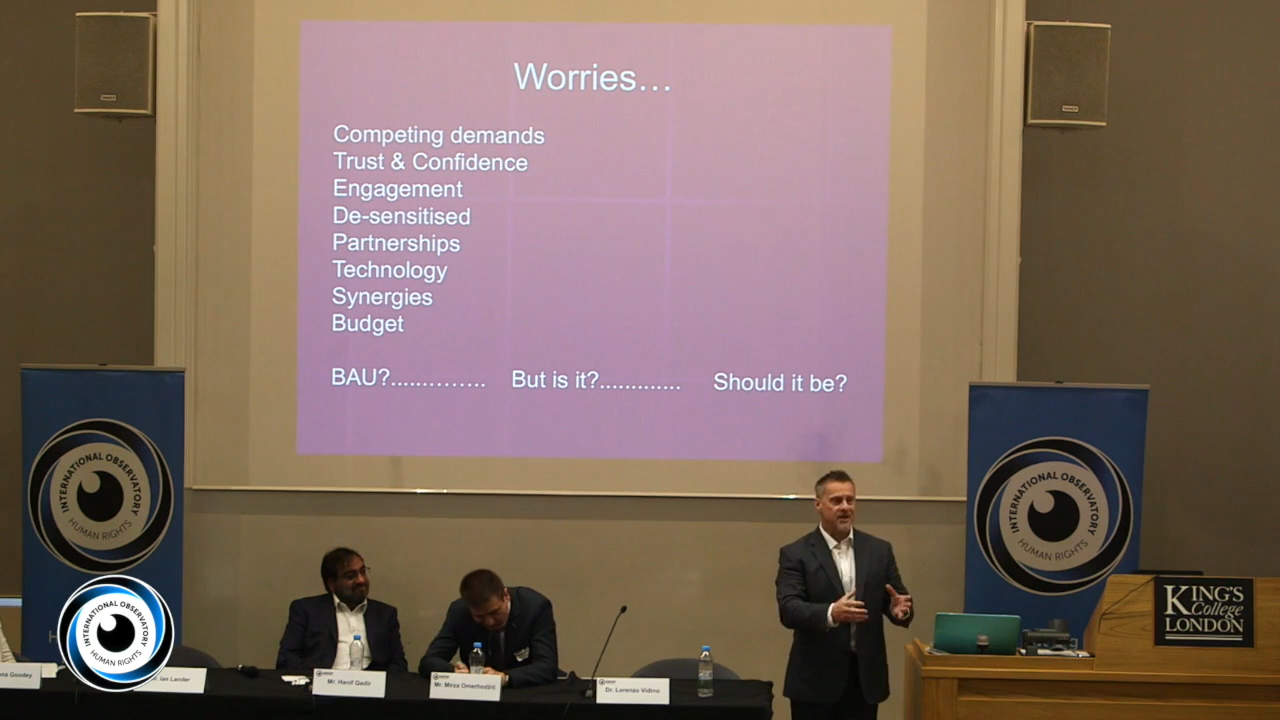 Worries…
Competing demands
Trust & Confidence
Engagement
De-sensitised
Partnerships
Technology
Synergies
Budget
BAU?............... But is it?............. Should it be?
INTERNATIONAL OBSERVATORY
HUMAN RIGHTS
INTERNATIONAL OBSERVATORY
HUMAN RIGHTS
INTERNATIONAL OBSERVATORY
HUMAN RIGHTS
KING'S
College
LONDON
Goodey
Ian Lander
Mr. Hanif Qadir
Mr. Mirza Omerhodžić
Dr. Lorenzo Vidino